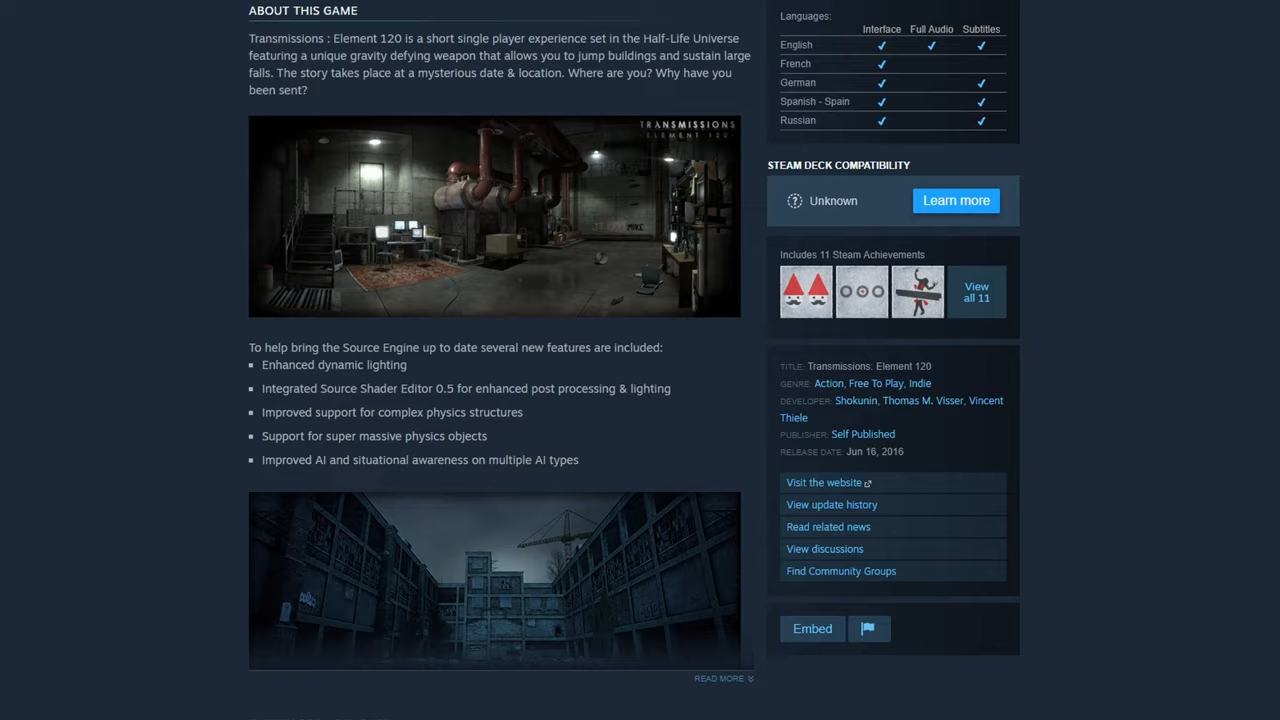 ABOUT THIS GAME
Transmissions : Element 120 is a short single player experience set in the Half-Life Universe
featuring a unique gravity defying weapon that allows you to jump buildings and sustain large
falls. The story takes place at a mysterious date & location. Where are you? Why have you
been sent?
TRANSMISSIONS
- ELEMENT 120 -
MIKE
To help bring the Source Engine up to date several new features are included:
Enhanced dynamic lighting
Integrated Source Shader Editor 0.5 for enhanced post processing & lighting
Improved support for complex physics structures
Support for super massive physics objects
Improved AI and situational awareness on multiple AI types
READ MORE
Languages:
Interface Full Audio Subtitles
English ✔ ✔ ✔
French ✔
German ✔ ✔
Spanish - Spain ✔ ✔
Russian ✔ ✔
STEAM DECK COMPATIBILITY
Unknown
Learn more
Includes 11 Steam Achievements
View
all 11
TITLE: Transmissions: Element 120
GENRE: Action, Free To Play, Indie
DEVELOPER: Shokunin, Thomas M. Visser, Vincent
Thiele
PUBLISHER: Self Published
RELEASE DATE: Jun 16, 2016
Visit the website
View update history
Read related news
View discussions
Find Community Groups
Embed